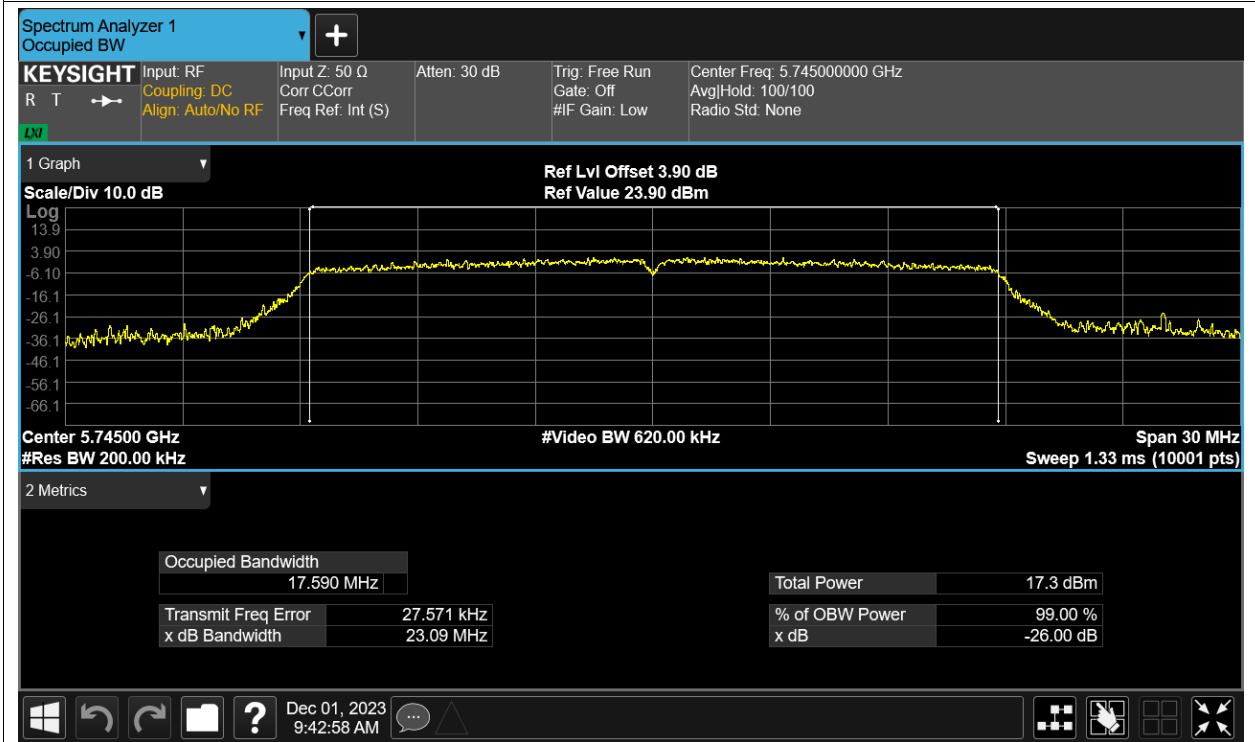 Spectrum Analyzer 1
Occupied BW
KEYSIGHT
R T
LXI
Input: RF
Coupling: DC
Align: Auto/No RF
Input Z: 50 Ω
Corr CCorr
Freq Ref: Int (S)
Atten: 30 dB
Trig: Free Run
Gate: Off
#IF Gain: Low
Center Freq: 5.745000000 GHz
Avg|Hold: 100/100
Radio Std: None
1 Graph
Ref Lvl Offset 3.90 dB
Scale/Div 10.0 dB
Ref Value 23.90 dBm
Log
13.9
3.90
-6.10
-16.1
-26.1
-36.1
-46.1
-56.1
-66.1
Center 5.74500 GHz
#Video BW 620.00 kHz
Span 30 MHz
#Res BW 200.00 kHz
Sweep 1.33 ms (10001 pts)
2 Metrics
Occupied Bandwidth
17.590 MHz
Transmit Freq Error 27.571 kHz
x dB Bandwidth 23.09 MHz
Total Power 17.3 dBm
% of OBW Power 99.00 %
x dB -26.00 dB
?
Dec 01, 2023
9:42:58 AM